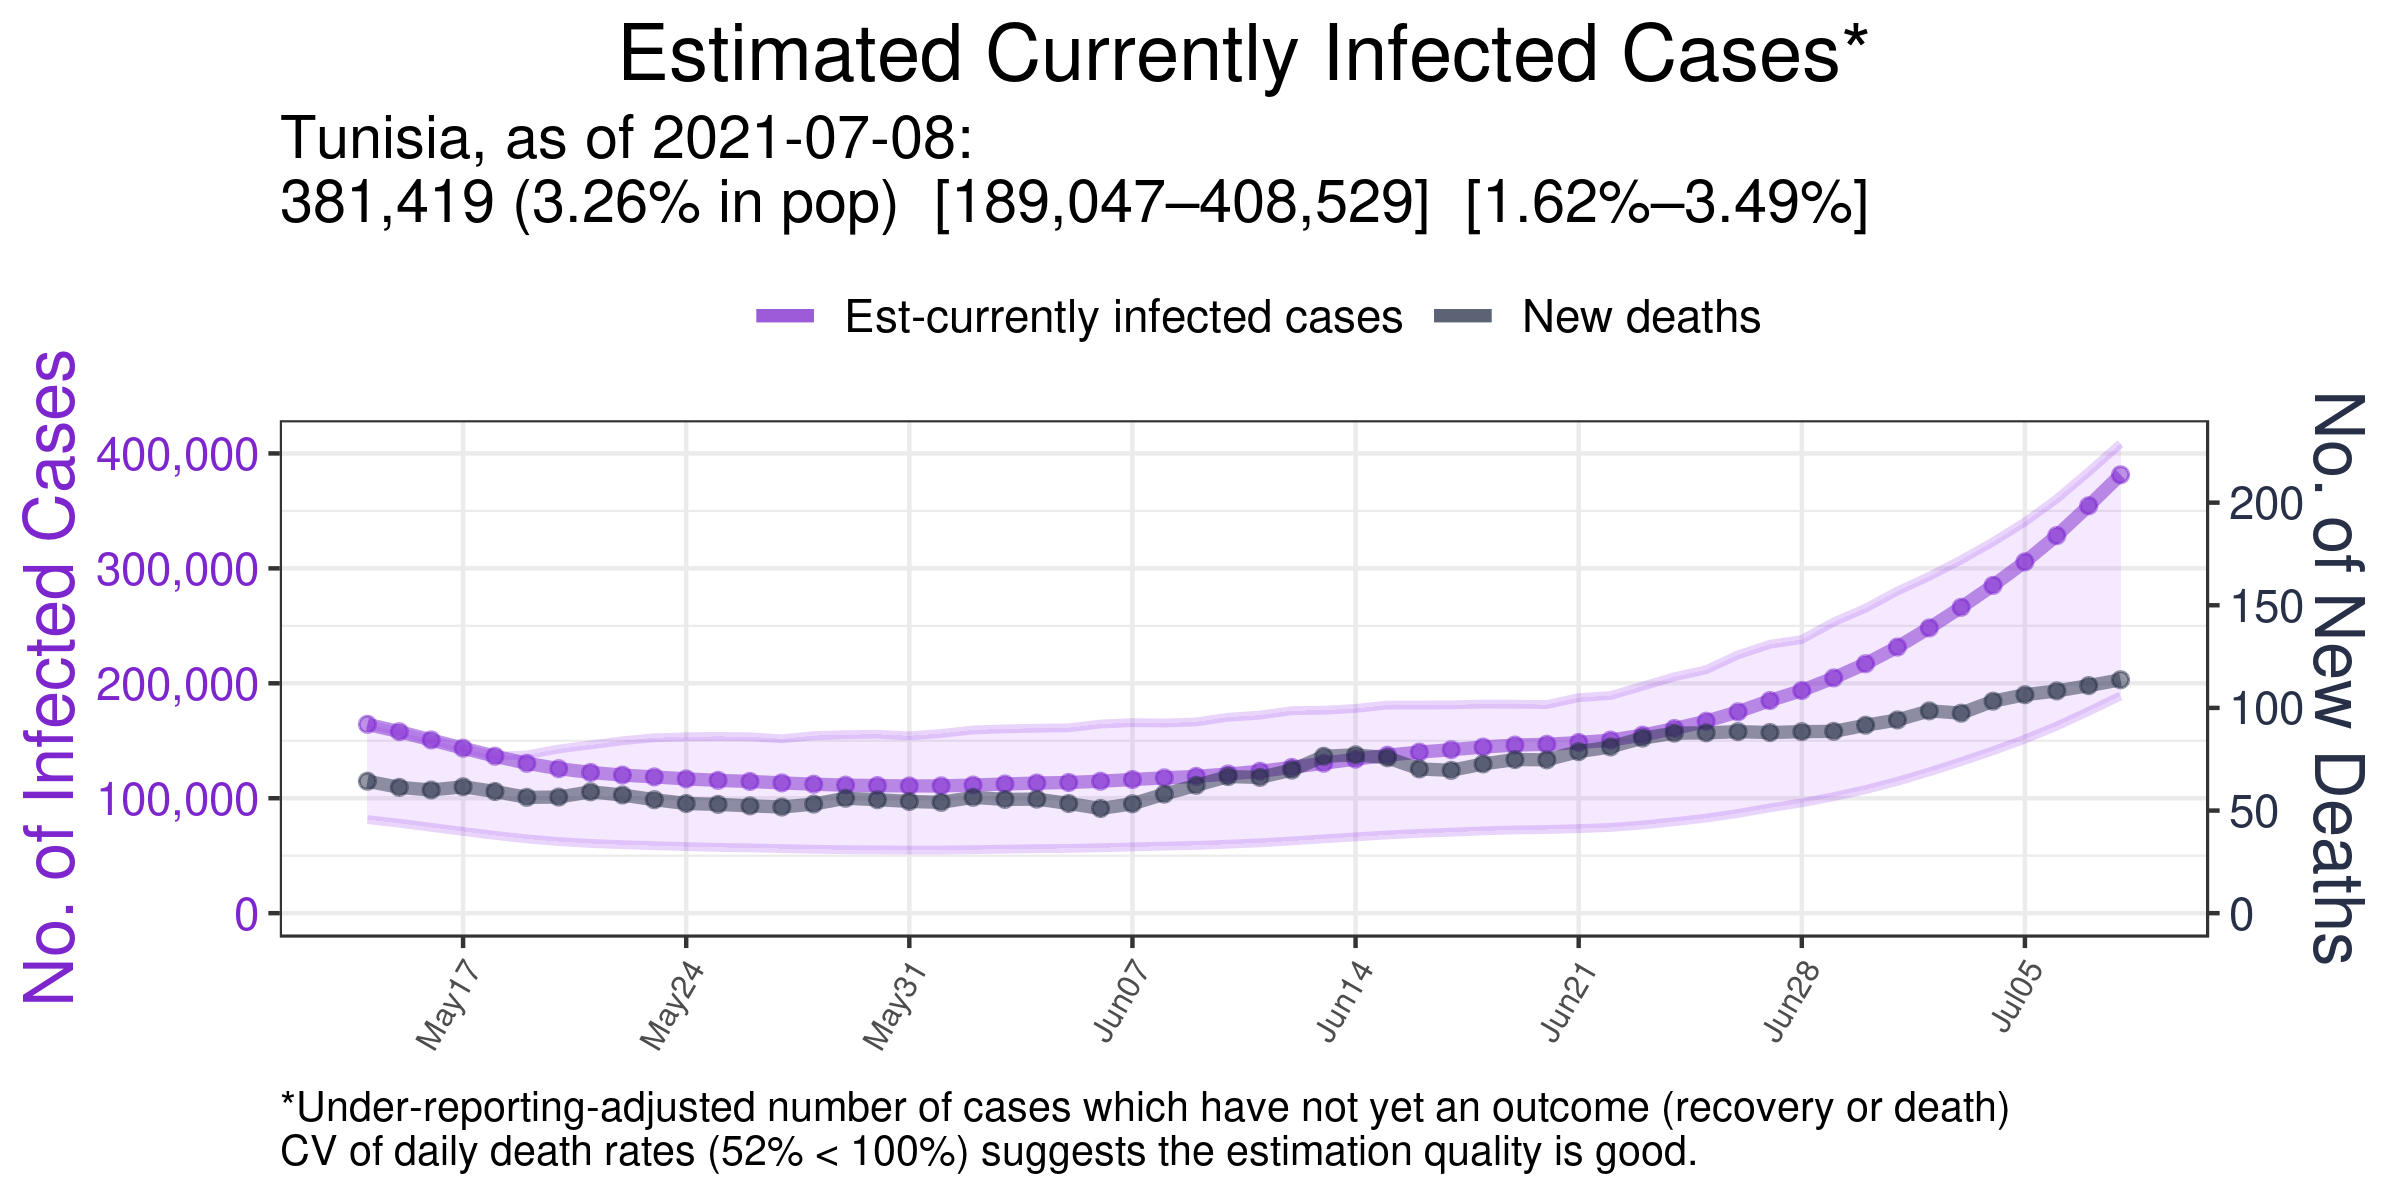 Estimated Currently Infected Cases*
Tunisia, as of 2021-07-08:
381,419 (3.26% in pop)  [189,047–408,529]  [1.62%–3.49%]
Est-currently infected cases
New deaths
No. of Infected Cases
400,000
300,000
200,000
100,000
0
200
150
100
50
0
No. of New Deaths
May17
May24
May31
Jun07
Jun14
Jun21
Jun28
Jul05
*Under-reporting-adjusted number of cases which have not yet an outcome (recovery or death)
CV of daily death rates (52% < 100%) suggests the estimation quality is good.